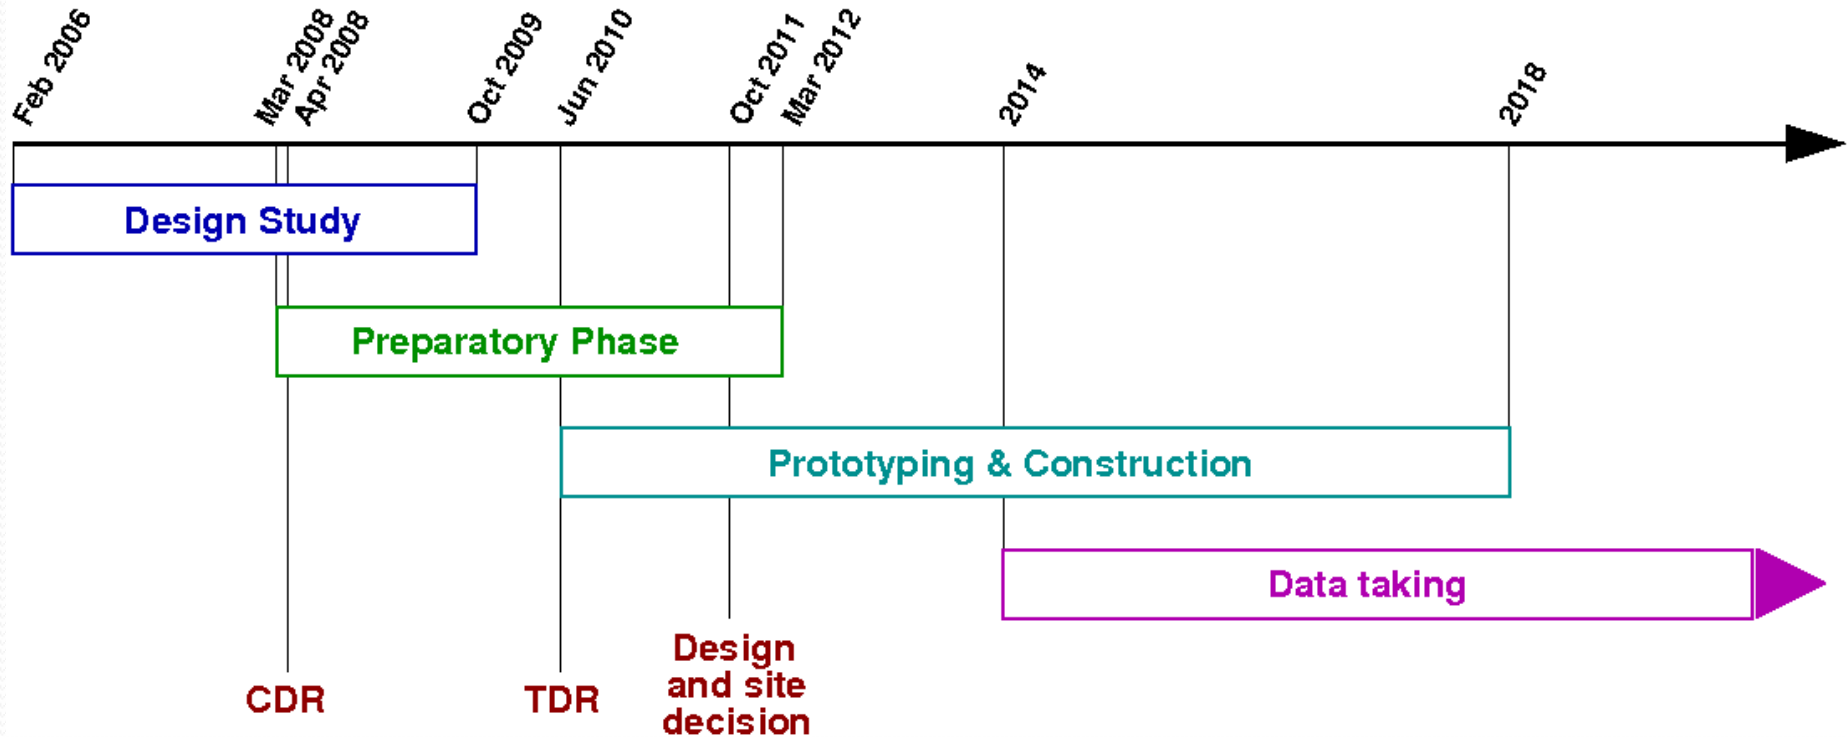 Feb 2006
Mar 2008
Apr 2008
Oct 2009
Jun 2010
Oct 2011
Mar 2012
2014
2018
Design Study
Preparatory Phase
Prototyping & Construction
Data taking
CDR
TDR
Design
and site
decision